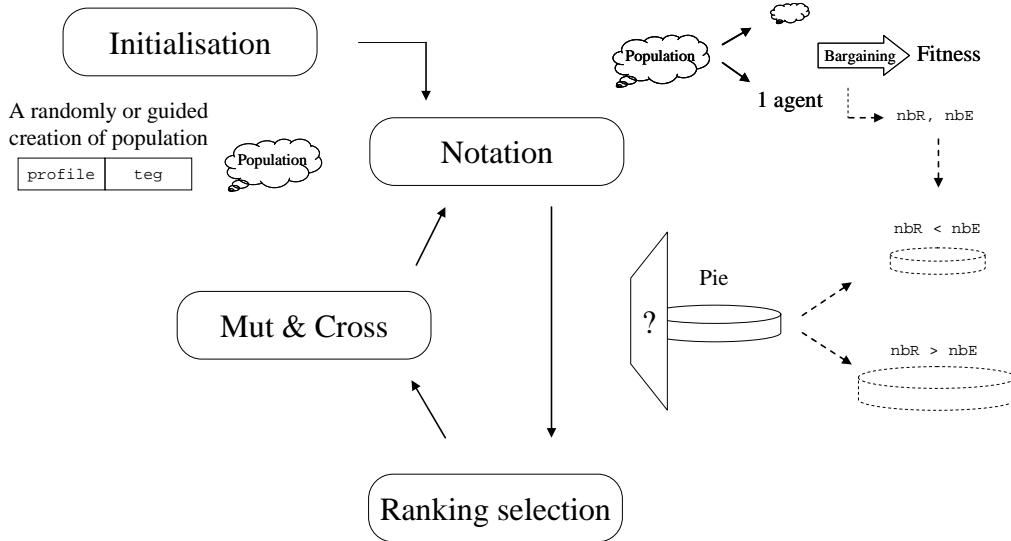 Initialisation
A randomly or guided
creation of population
profile teg
Population
Notation
Mut & Cross
Ranking selection
Population
1 agent
Bargaining
Fitness
nbR, nbE
nbR < nbE
Pie
?
nbR > nbE